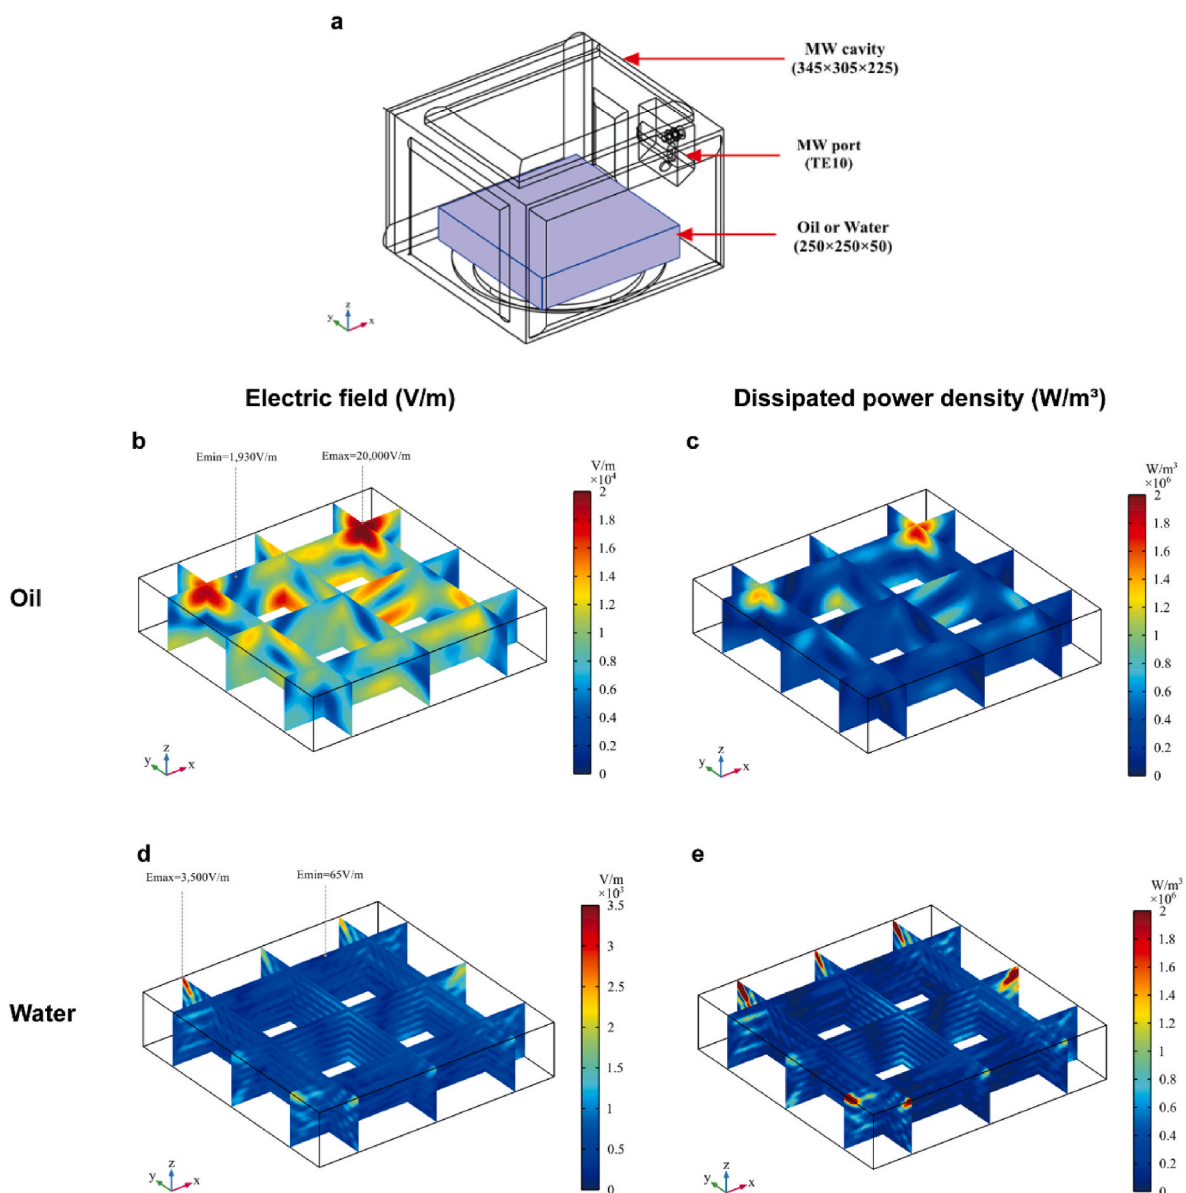 a
MW cavity
(345×305×225)
MW port
(TE10)
Oil or Water
(250×250×50)
z
y
x
Electric field (V/m)
Dissipated power density (W/m³)
b
Emin=1,930V/m
Emax=20,000V/m
V/m
×10⁴
2
1.8
1.6
1.4
1.2
1
0.8
0.6
0.4
0.2
0
z
y
x
c
W/m³
×10⁶
2
1.8
1.6
1.4
1.2
1
0.8
0.6
0.4
0.2
0
z
y
x
Oil
d
Emax=3,500V/m
Emin=65V/m
V/m
×10³
3.5
3
2.5
2
1.5
1
0.5
0
z
y
x
e
W/m³
×10⁶
2
1.8
1.6
1.4
1.2
1
0.8
0.6
0.4
0.2
0
z
y
x
Water